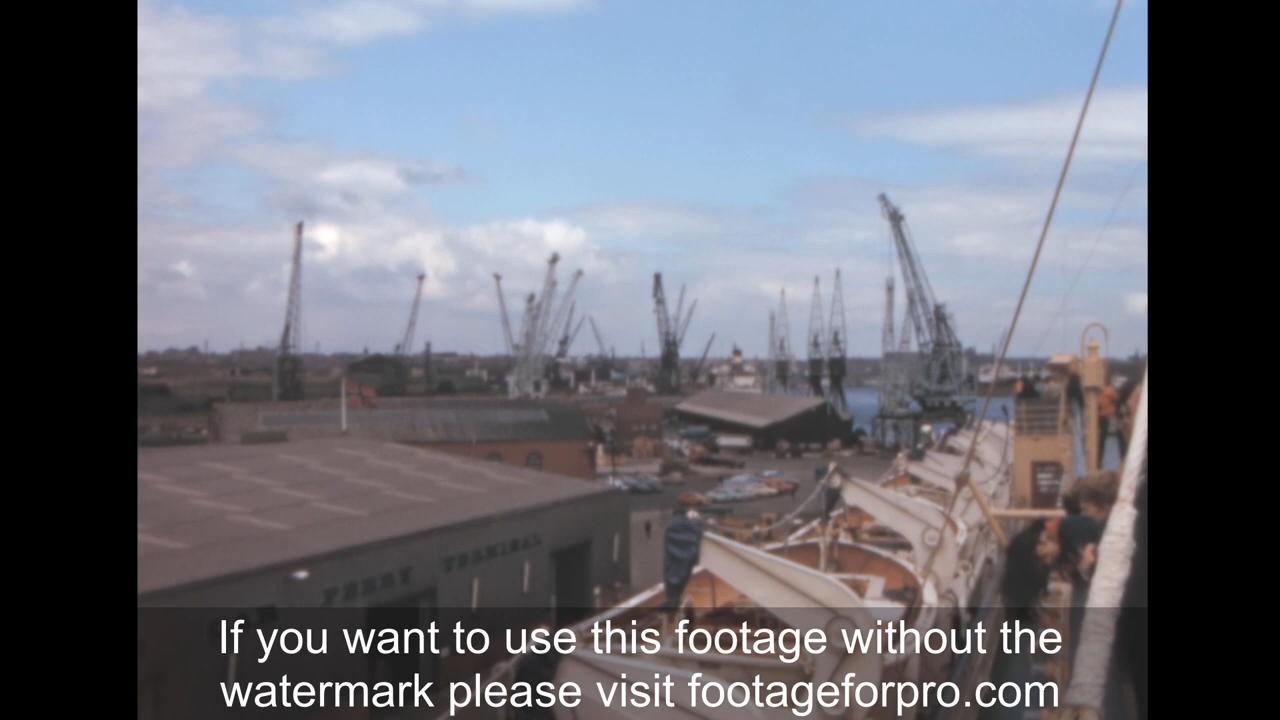 FERRY TERMINAL
If you want to use this footage without the
watermark please visit footageforpro.com